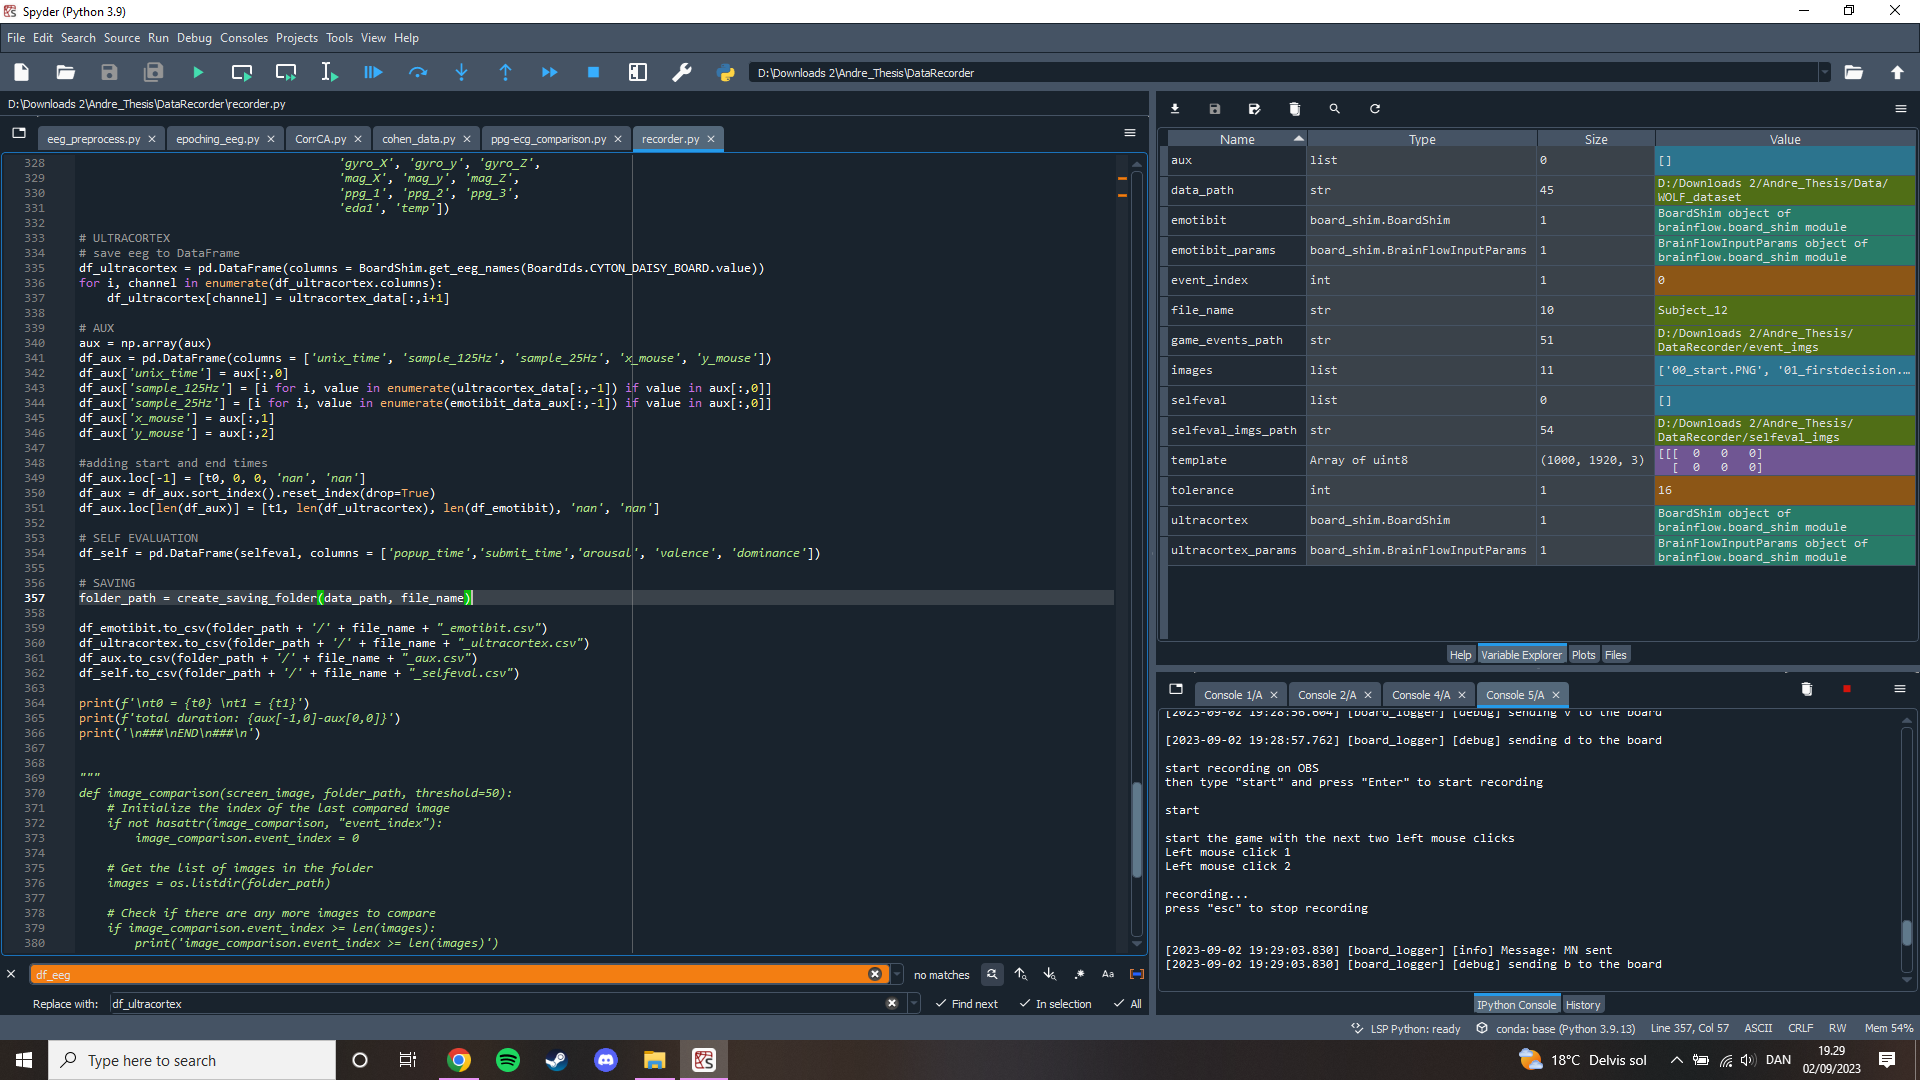 Spyder (Python 3.9)
File Edit Search Source Run Debug Consoles Projects Tools View Help
D:\Downloads 2\Andre_Thesis\DataRecorder
D:\Downloads 2\Andre_Thesis\DataRecorder\recorder.py
eeg_preprocess.py epoching_eeg.py CorrCA.py cohen_data.py ppg-ecg_comparison.py recorder.py
328 'gyro_X', 'gyro_y', 'gyro_Z',
329 'mag_X', 'mag_y', 'mag_Z',
330 'ppg_1', 'ppg_2', 'ppg_3',
331 'eda1', 'temp'])
332
333 # ULTRACORTEX
334 # save eeg to DataFrame
335 df_ultracortex = pd.DataFrame(columns = BoardShim.get_eeg_names(BoardIds.CYTON_DAISY_BOARD.value))
336 for i, channel in enumerate(df_ultracortex.columns):
337 df_ultracortex[channel] = ultracortex_data[:,i+1]
338
339 # AUX
340 aux = np.array(aux)
341 df_aux = pd.DataFrame(columns = ['unix_time', 'sample_125Hz', 'sample_25Hz', 'x_mouse', 'y_mouse'])
342 df_aux['unix_time'] = aux[:,0]
343 df_aux['sample_125Hz'] = [i for i, value in enumerate(ultracortex_data[:,-1]) if value in aux[:,0]]
344 df_aux['sample_25Hz'] = [i for i, value in enumerate(emotibit_data_aux[:,-1]) if value in aux[:,0]]
345 df_aux['x_mouse'] = aux[:,1]
346 df_aux['y_mouse'] = aux[:,2]
347
348 #adding start and end times
349 df_aux.loc[-1] = [t0, 0, 0, 'nan', 'nan']
350 df_aux = df_aux.sort_index().reset_index(drop=True)
351 df_aux.loc[len(df_aux)] = [t1, len(df_ultracortex), len(df_emotibit), 'nan', 'nan']
352
353 # SELF EVALUATION
354 df_self = pd.DataFrame(selfeval, columns = ['popup_time','submit_time','arousal', 'valence', 'dominance'])
355
356 # SAVING
357 folder_path = create_saving_folder(data_path, file_name)
358
359 df_emotibit.to_csv(folder_path + '/' + file_name + "_emotibit.csv")
360 df_ultracortex.to_csv(folder_path + '/' + file_name + "_ultracortex.csv")
361 df_aux.to_csv(folder_path + '/' + file_name + "_aux.csv")
362 df_self.to_csv(folder_path + '/' + file_name + "_selfeval.csv")
363
364 print(f'\nt0 = {t0} \nt1 = {t1}')
365 print(f'total duration: {aux[-1,0]-aux[0,0]}')
366 print('\n###\nEND\n###\n')
367
368
369 """
370 def image_comparison(screen_image, folder_path, threshold=50):
371 # Initialize the index of the last compared image
372 if not hasattr(image_comparison, "event_index"):
373 image_comparison.event_index = 0
374
375 # Get the list of images in the folder
376 images = os.listdir(folder_path)
377
378 # Check if there are any more images to compare
379 if image_comparison.event_index >= len(images):
380 print('image_comparison.event_index >= len(images)')
df_eeg no matches Aa
Replace with: df_ultracortex Find next In selection All
Name Type Size Value
aux list 0 []
data_path str 45 D:/Downloads 2/Andre_Thesis/Data/
WOLF_dataset
emotibit board_shim.BoardShim 1 BoardShim object of
brainflow.board_shim module
emotibit_params board_shim.BrainFlowInputParams 1 BrainFlowInputParams object of
brainflow.board_shim module
event_index int 1 0
file_name str 10 Subject_12
game_events_path str 51 D:/Downloads 2/Andre_Thesis/
DataRecorder/event_imgs
images list 11 ['00_start.PNG', '01_firstdecision....
selfeval list 0 []
selfeval_imgs_path str 54 D:/Downloads 2/Andre_Thesis/
DataRecorder/selfeval_imgs
template Array of uint8 (1000, 1920, 3) [[[ 0 0 0]
[ 0 0 0]
tolerance int 1 16
ultracortex board_shim.BoardShim 1 BoardShim object of
brainflow.board_shim module
ultracortex_params board_shim.BrainFlowInputParams 1 BrainFlowInputParams object of
brainflow.board_shim module
Help Variable Explorer Plots Files
Console 1/A Console 2/A Console 4/A Console 5/A
[2023-09-02 19:28:56.604] [board_logger] [debug] sending v to the board
[2023-09-02 19:28:57.762] [board_logger] [debug] sending d to the board
start recording on OBS
then type "start" and press "Enter" to start recording
start
start the game with the next two left mouse clicks
Left mouse click 1
Left mouse click 2
recording...
press "esc" to stop recording
[2023-09-02 19:29:03.830] [board_logger] [info] Message: MN sent
[2023-09-02 19:29:03.830] [board_logger] [debug] sending b to the board
IPython Console History
LSP Python: ready conda: base (Python 3.9.13) Line 357, Col 57 ASCII CRLF RW Mem 54%
Type here to search 18°C Delvis sol DAN 19.29
02/09/2023